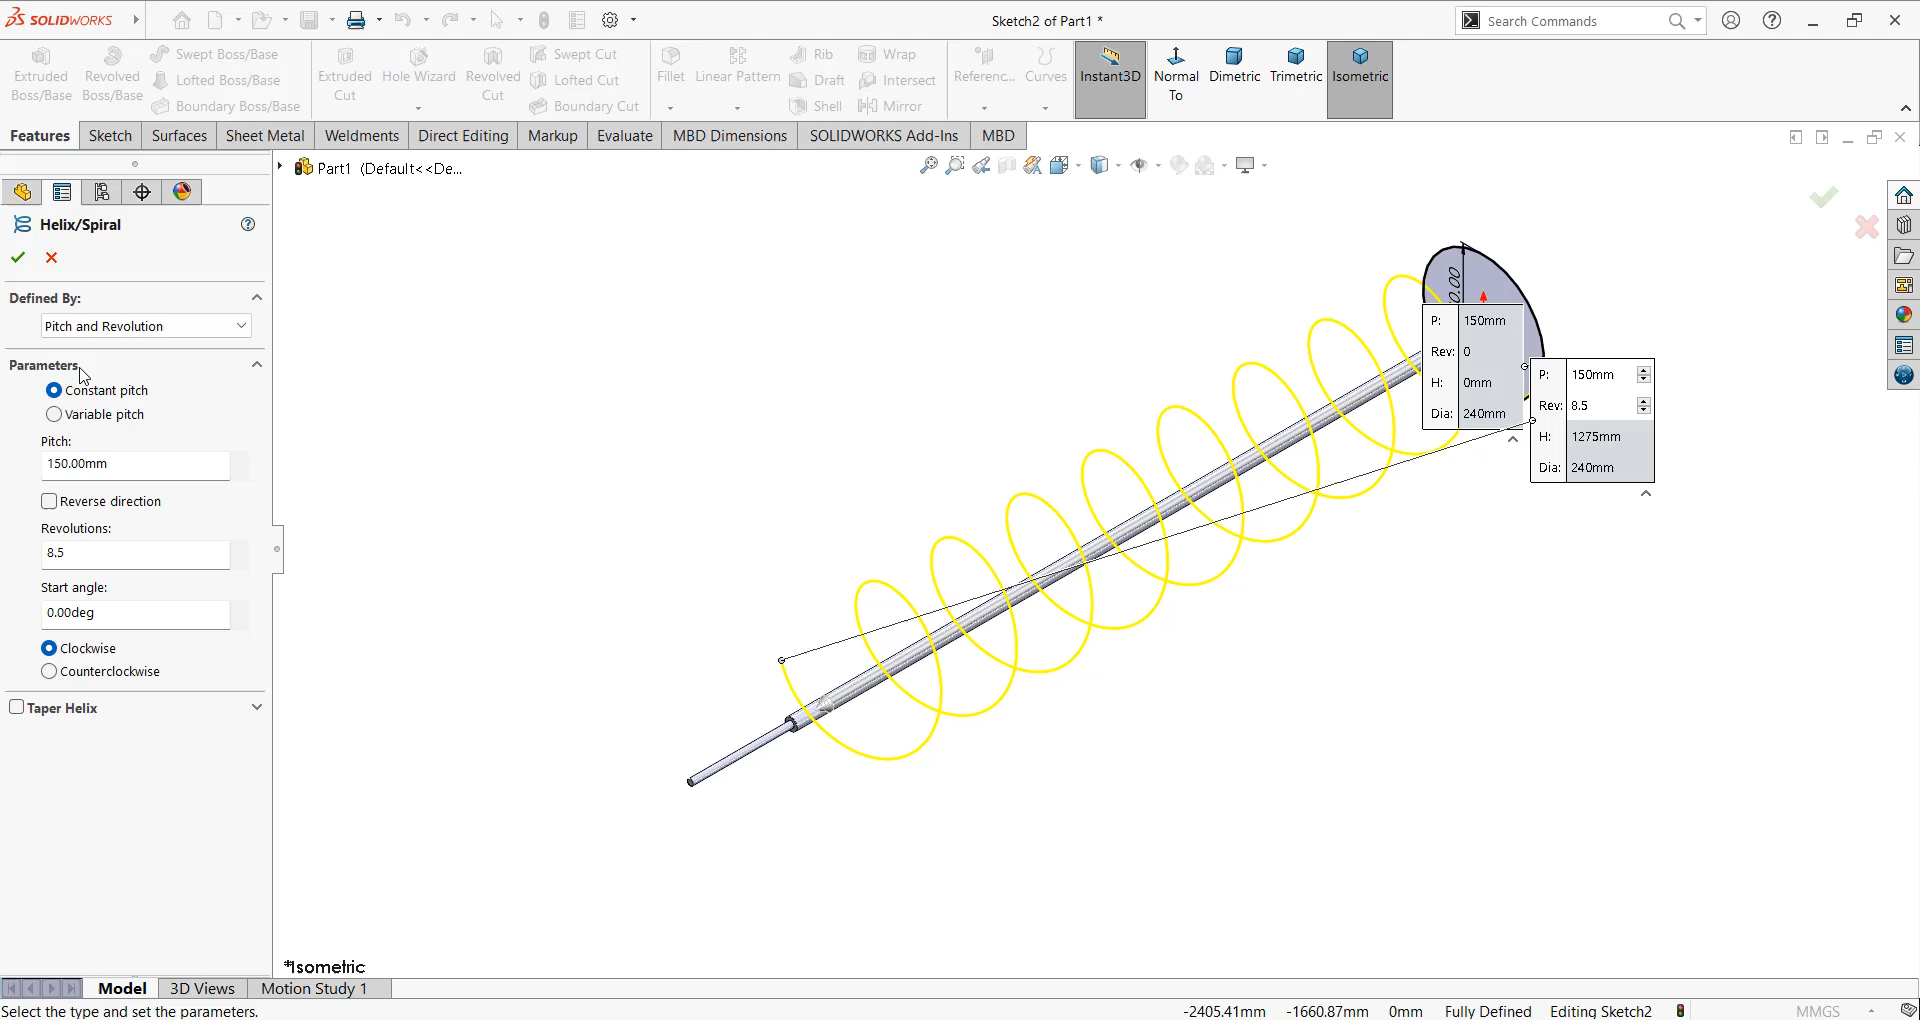 SOLIDWORKS
Sketch2 of Part1 *
Search Commands
Extruded Boss/Base
Revolved Boss/Base
Swept Boss/Base
Lofted Boss/Base
Boundary Boss/Base
Extruded Cut
Hole Wizard
Revolved Cut
Swept Cut
Lofted Cut
Boundary Cut
Fillet
Linear Pattern
Rib
Draft
Shell
Wrap
Intersect
Mirror
Referenc...
Curves
Instant3D
Normal To
Dimetric
Trimetric
Isometric
Features
Sketch
Surfaces
Sheet Metal
Weldments
Direct Editing
Markup
Evaluate
MBD Dimensions
SOLIDWORKS Add-Ins
MBD
Part1 (Default<<De...
Helix/Spiral
Defined By:
Pitch and Revolution
Parameters
Constant pitch
Variable pitch
Pitch:
150.00mm
Reverse direction
Revolutions:
8.5
Start angle:
0.00deg
Clockwise
Counterclockwise
Taper Helix
0.00
P: 150mm
Rev: 0
H: 0mm
Dia: 240mm
P: 150mm
Rev: 8.5
H: 1275mm
Dia: 240mm
*Isometric
Model
3D Views
Motion Study 1
Select the type and set the parameters.
-2405.41mm
-1660.87mm
0mm
Fully Defined
Editing Sketch2
MMGS